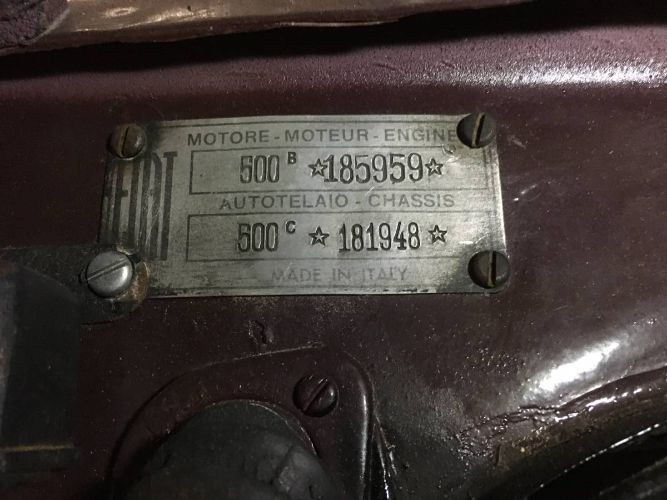 FIAT
MOTORE - MOTEUR - ENGINE
500 B ★185959★
AUTOTELAIO - CHASSIS
500 C ★ 181948 ★
MADE IN ITALY